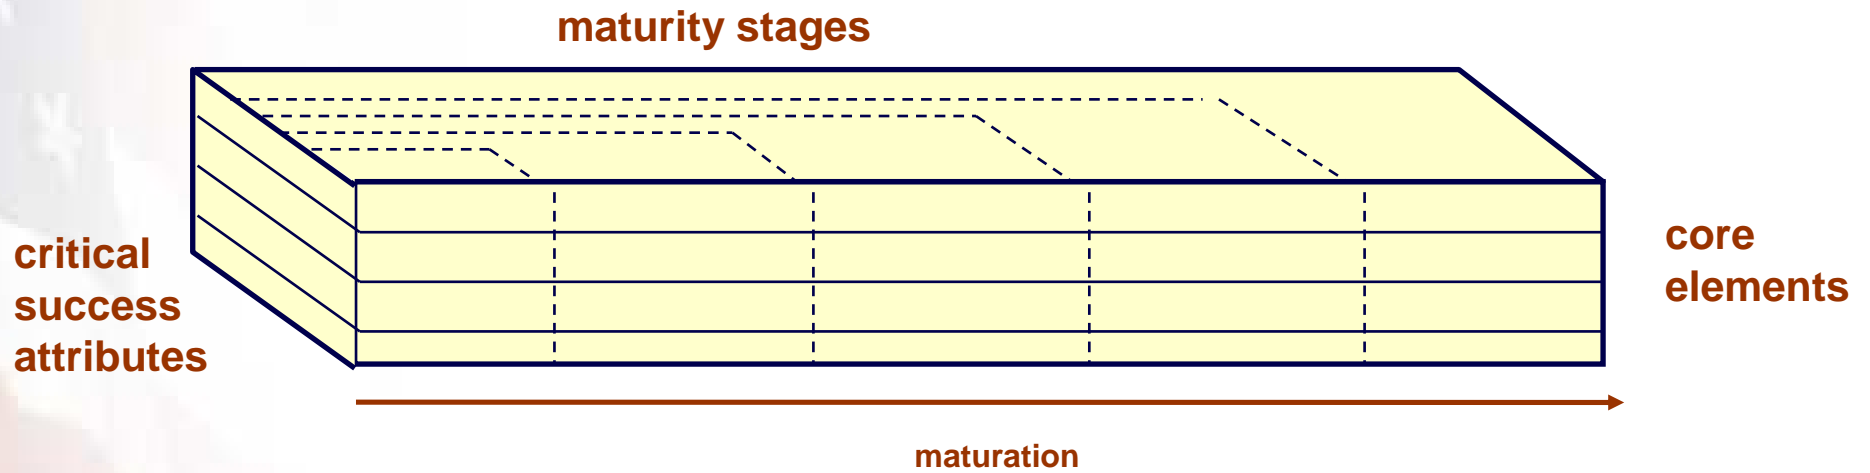 maturity stages
critical
success
attributes
core
elements
maturation